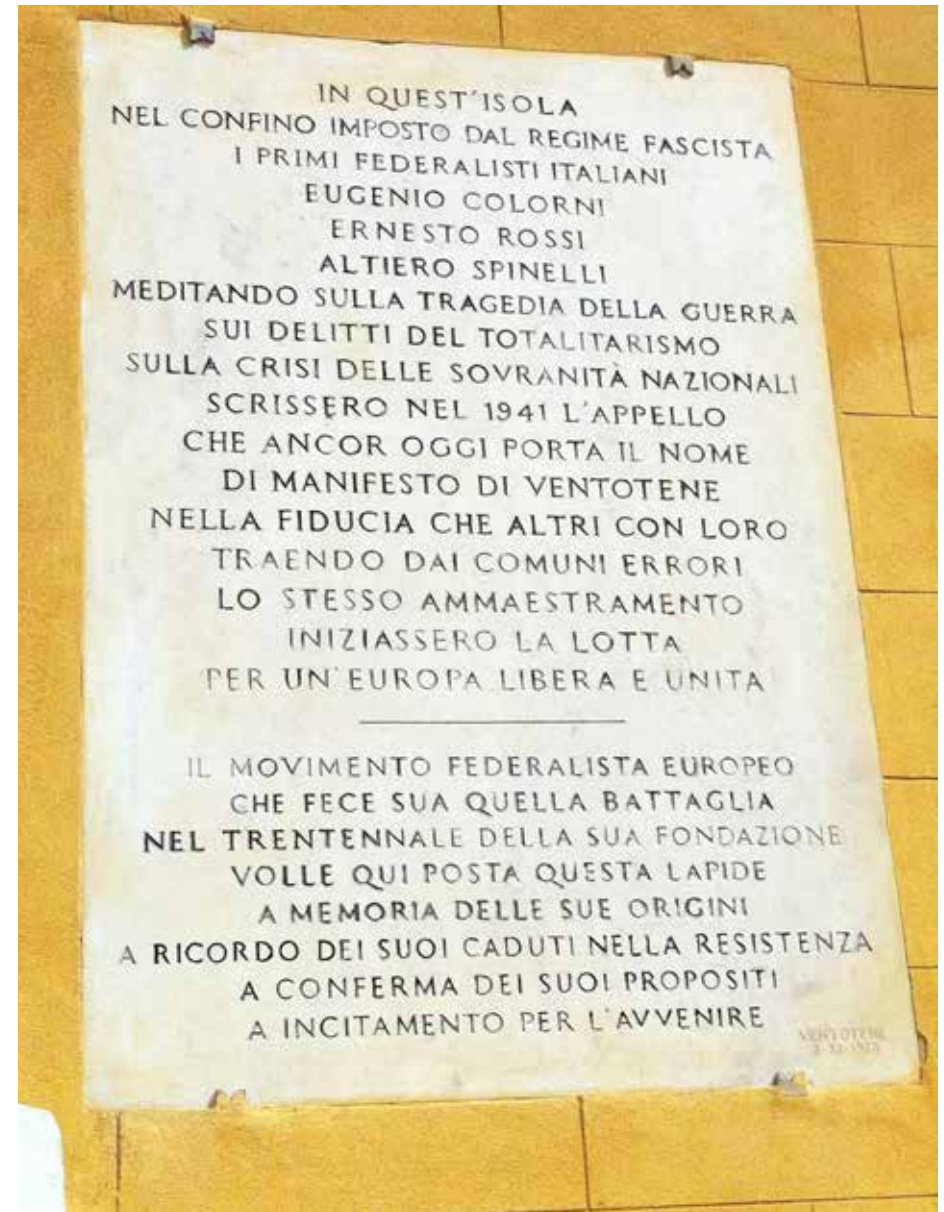 IN QUEST'ISOLA
NEL CONFINO IMPOSTO DAL REGIME FASCISTA
I PRIMI FEDERALISTI ITALIANI
EUGENIO COLORNI
ERNESTO ROSSI
ALTIERO SPINELLI
MEDITANDO SULLA TRAGEDIA DELLA GUERRA
SUI DELITTI DEL TOTALITARISMO
SULLA CRISI DELLE SOVRANITÀ NAZIONALI
SCRISSERO NEL 1941 L'APPELLO
CHE ANCOR OGGI PORTA IL NOME
DI MANIFESTO DI VENTOTENE
NELLA FIDUCIA CHE ALTRI CON LORO
TRAENDO DAI COMUNI ERRORI
LO STESSO AMMAESTRAMENTO
INIZIASSERO LA LOTTA
PER UN'EUROPA LIBERA E UNITA
IL MOVIMENTO FEDERALISTA EUROPEO
CHE FECE SUA QUELLA BATTAGLIA
NEL TRENTENNALE DELLA SUA FONDAZIONE
VOLLE QUI POSTA QUESTA LAPIDE
A MEMORIA DELLE SUE ORIGINI
A RICORDO DEI SUOI CADUTI NELLA RESISTENZA
A CONFERMA DEI SUOI PROPOSITI
A INCITAMENTO PER L'AVVENIRE
VENTOTENE